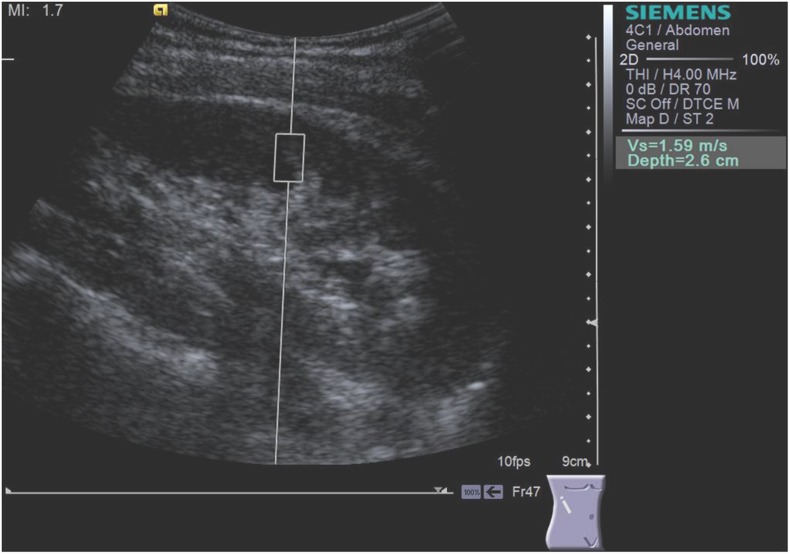 MI: 1.7
SIEMENS
4C1 / Abdomen
General
2D 100%
THI / H4.00 MHz
0 dB / DR 70
SC Off / DTCE M
Map D / ST 2
Vs=1.59 m/s
Depth=2.6 cm
10fps 9cm
100% Fr47